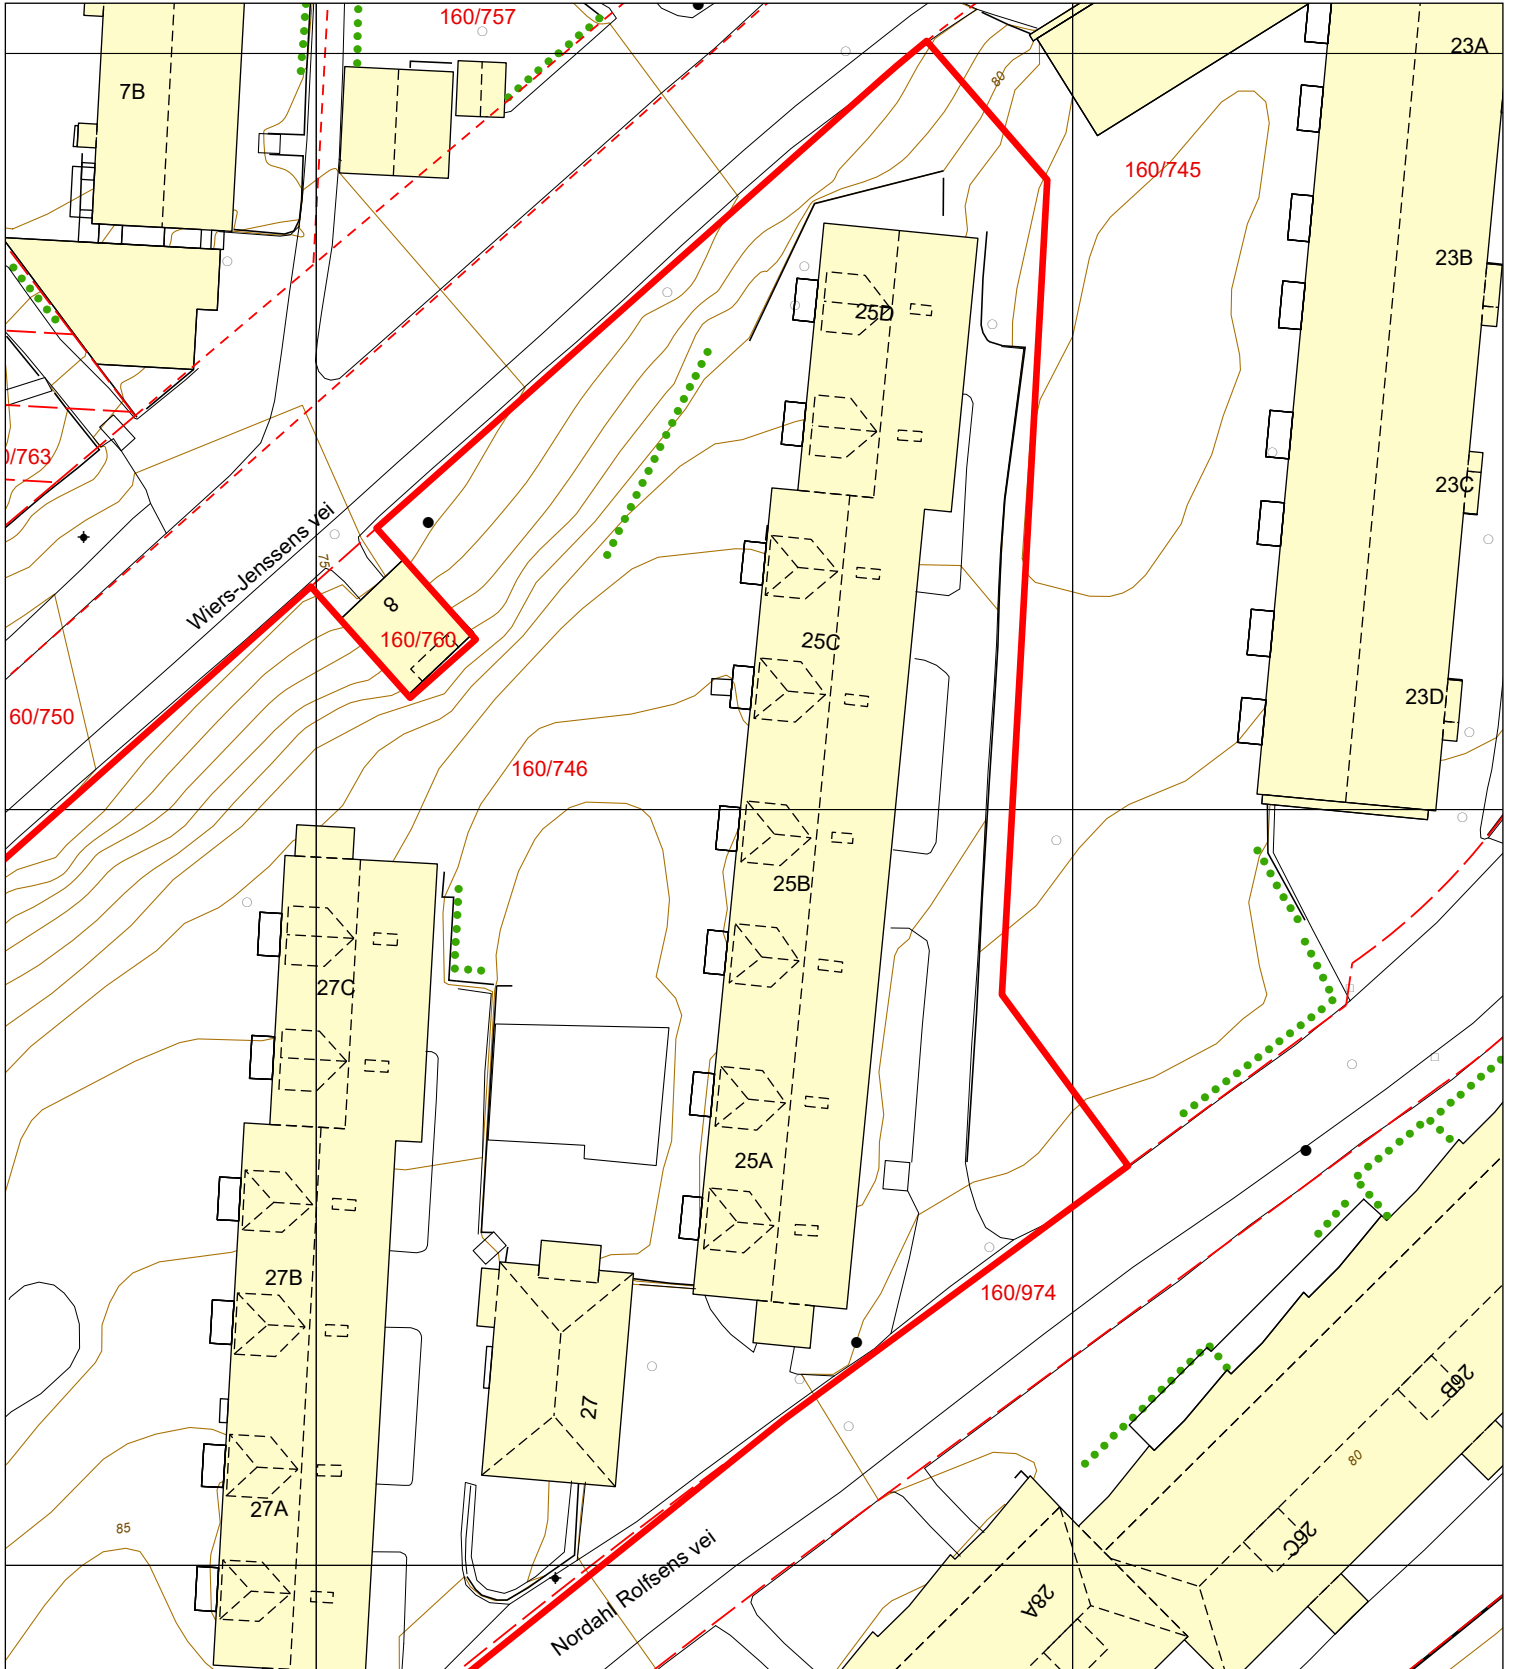 160/757
23A
7B
80
160/745
23B
25D
0/763
23C
Wiers-Jenssens vei
75
8
160/760
25C
23D
60/750
160/746
25B
27C
25A
27B
160/974
26B
27
80
27A
85
26C
Nordahl Rolfsens vei
28A